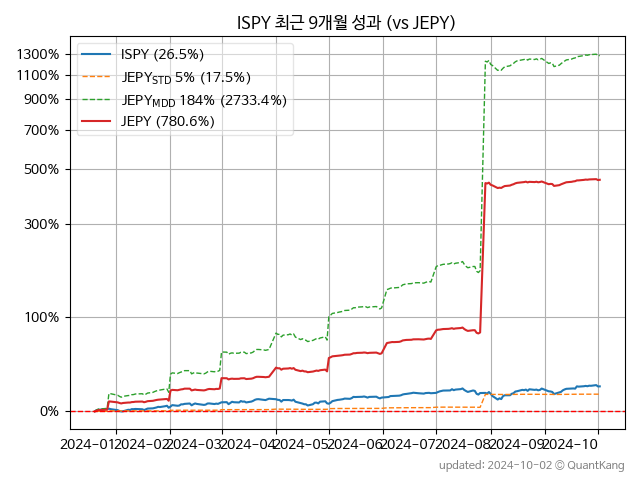 ISPY 최근 9개월 성과 (vs JEPY)
ISPY (26.5%)
JEPY_STD 5% (17.5%)
JEPY_MDD 184% (2733.4%)
JEPY (780.6%)
1300%
1100%
900%
700%
500%
300%
100%
0%
2024-01 2024-02 2024-03 2024-04 2024-05 2024-06 2024-07 2024-08 2024-09 2024-10
updated: 2024-10-02 © QuantKang